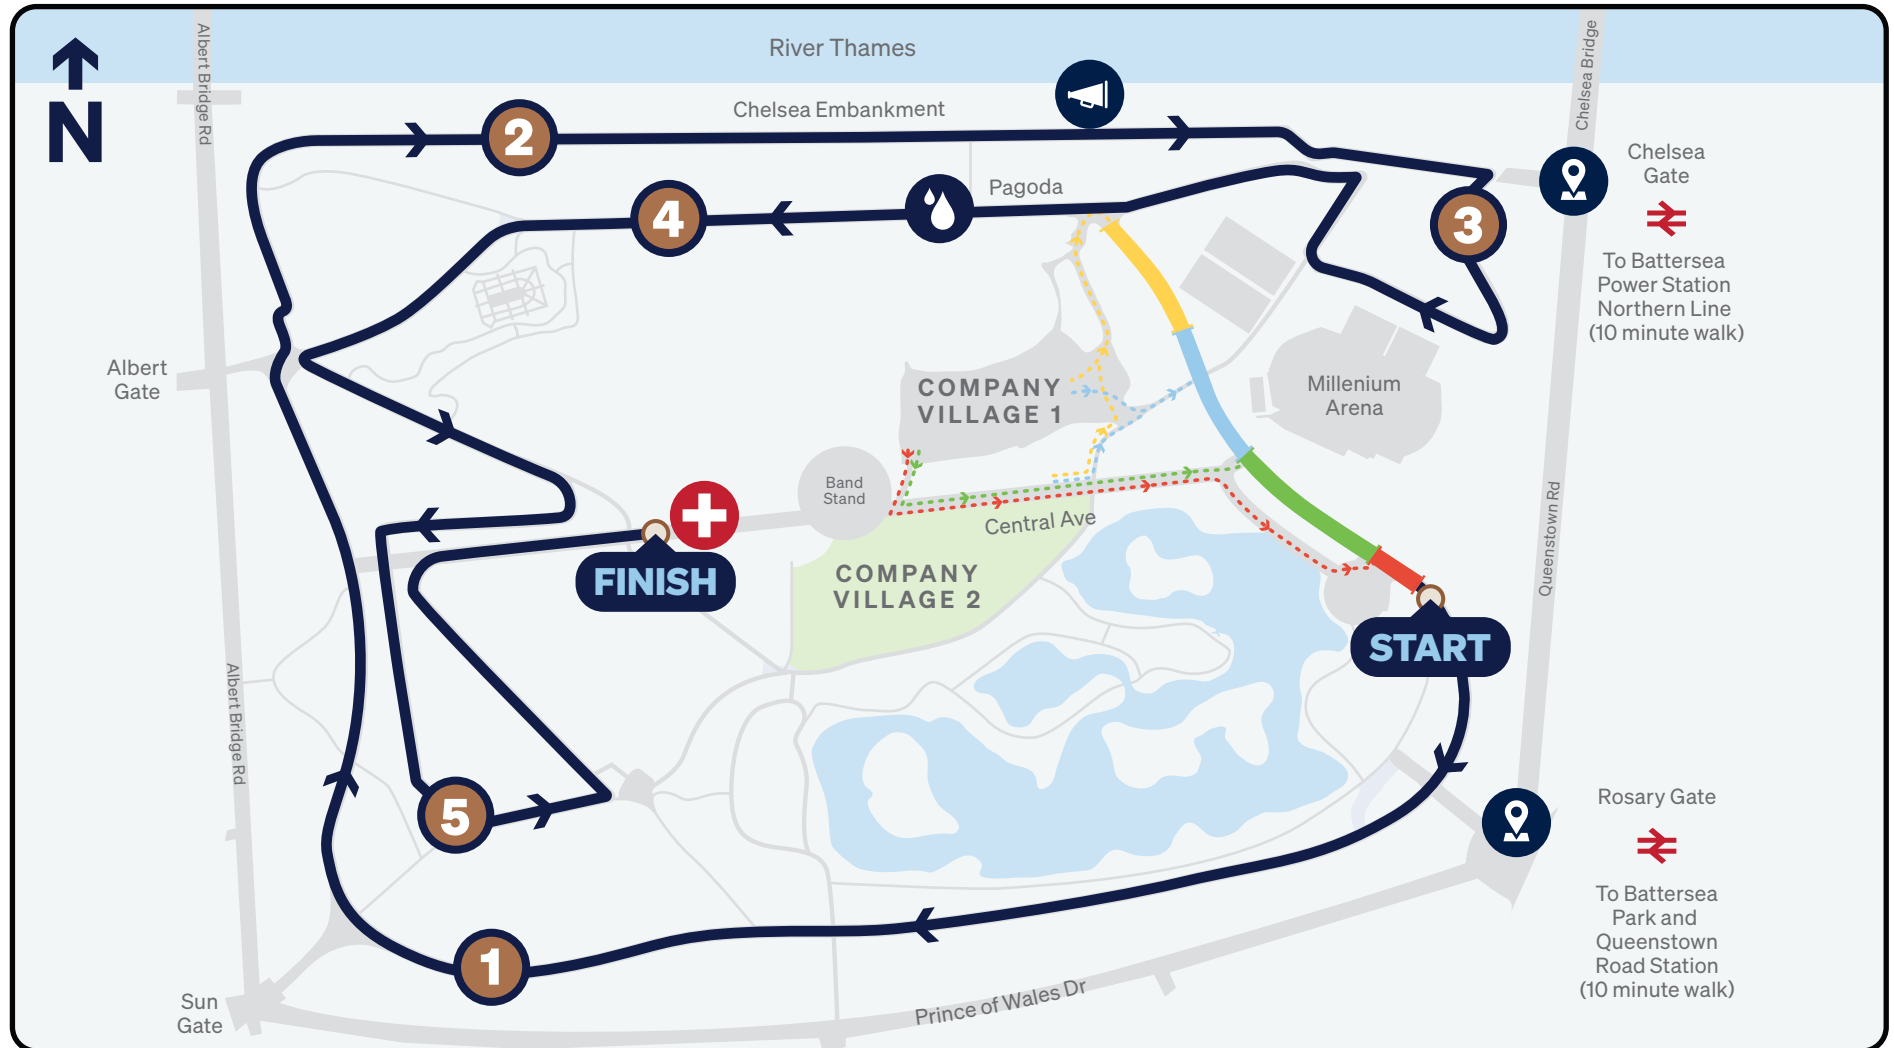 River Thames
N
Albert Bridge Rd
Chelsea Bridge
Chelsea Embankment
2
Chelsea
Gate
Pagoda
4
3
To Battersea
Power Station
Northern Line
(10 minute walk)
Albert
Gate
COMPANY
VILLAGE 1
Millenium
Arena
Band
Stand
Central Ave
Queenstown Rd
FINISH
COMPANY
VILLAGE 2
START
Albert Bridge Rd
5
Rosary Gate
To Battersea
Park and
Queenstown
Road Station
(10 minute walk)
1
Sun
Gate
Prince of Wales Dr